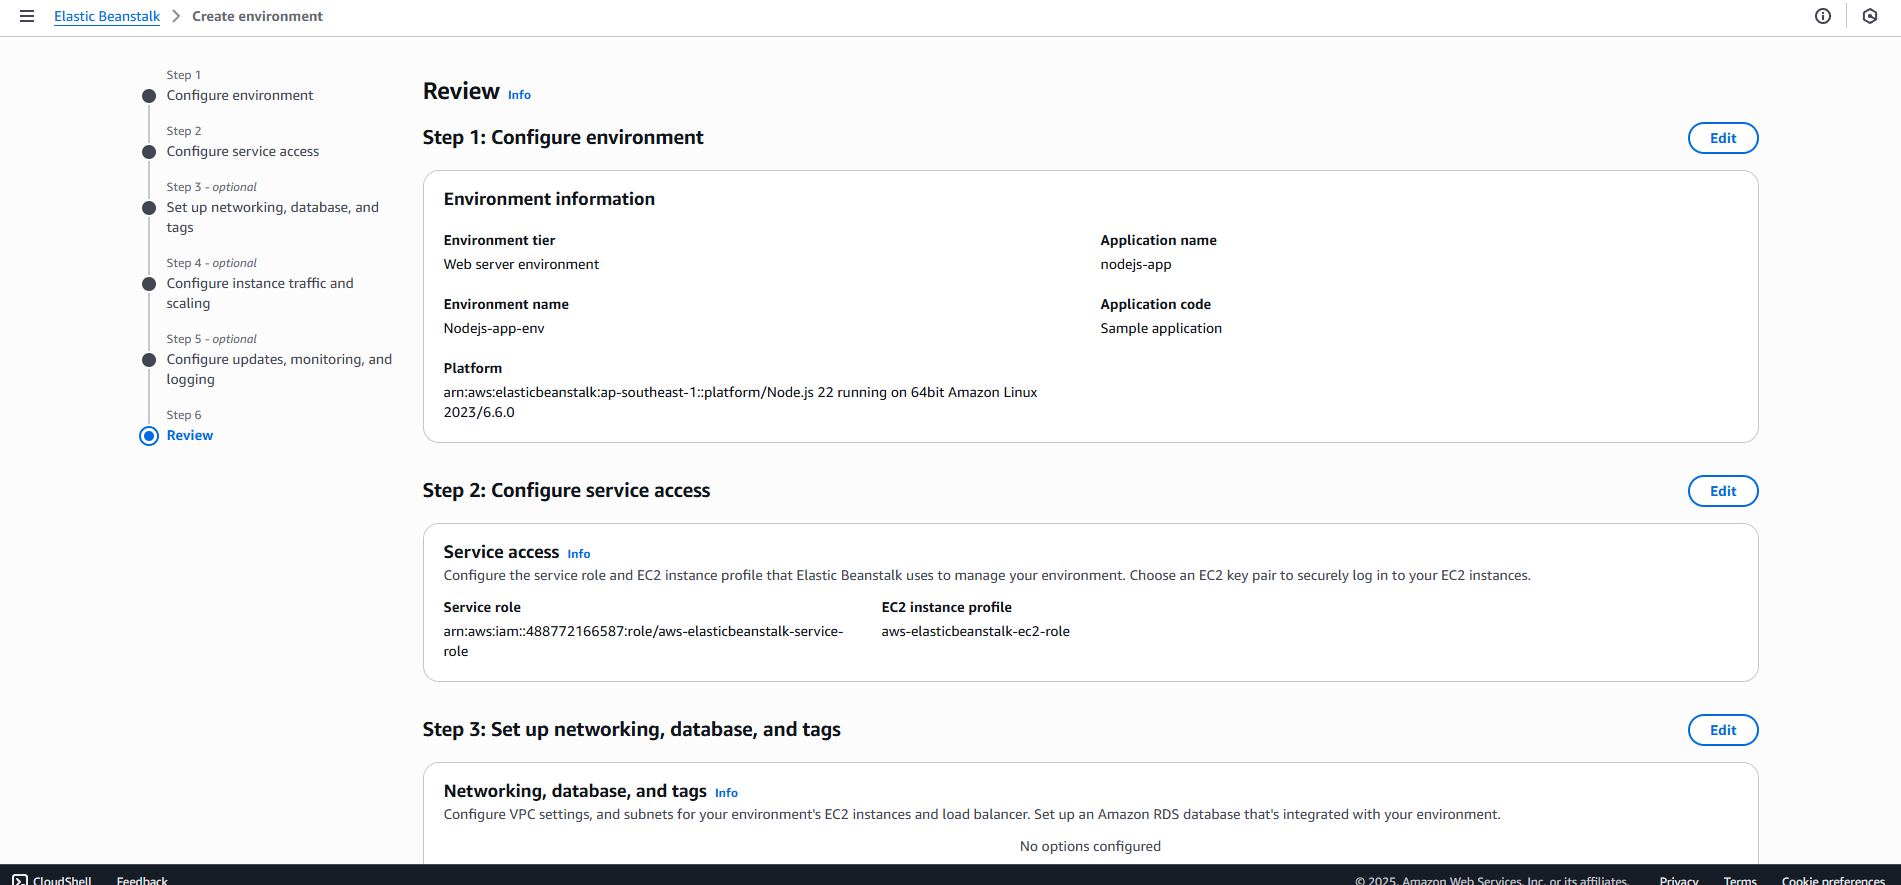 Elastic Beanstalk > Create environment
Step 1
Configure environment
Step 2
Configure service access
Step 3 - optional
Set up networking, database, and
tags
Step 4 - optional
Configure instance traffic and
scaling
Step 5 - optional
Configure updates, monitoring, and
logging
Step 6
Review
Review Info
Step 1: Configure environment
Edit
Environment information
Environment tier
Web server environment
Application name
nodejs-app
Environment name
Nodejs-app-env
Application code
Sample application
Platform
arn:aws:elasticbeanstalk:ap-southeast-1::platform/Node.js 22 running on 64bit Amazon Linux
2023/6.6.0
Step 2: Configure service access
Edit
Service access Info
Configure the service role and EC2 instance profile that Elastic Beanstalk uses to manage your environment. Choose an EC2 key pair to securely log in to your EC2 instances.
Service role
arn:aws:iam::488772166587:role/aws-elasticbeanstalk-service-
role
EC2 instance profile
aws-elasticbeanstalk-ec2-role
Step 3: Set up networking, database, and tags
Edit
Networking, database, and tags Info
Configure VPC settings, and subnets for your environment's EC2 instances and load balancer. Set up an Amazon RDS database that's integrated with your environment.
No options configured
CloudShell Feedback © 2025, Amazon Web Services, Inc. or its affiliates. Privacy Terms Cookie preferences